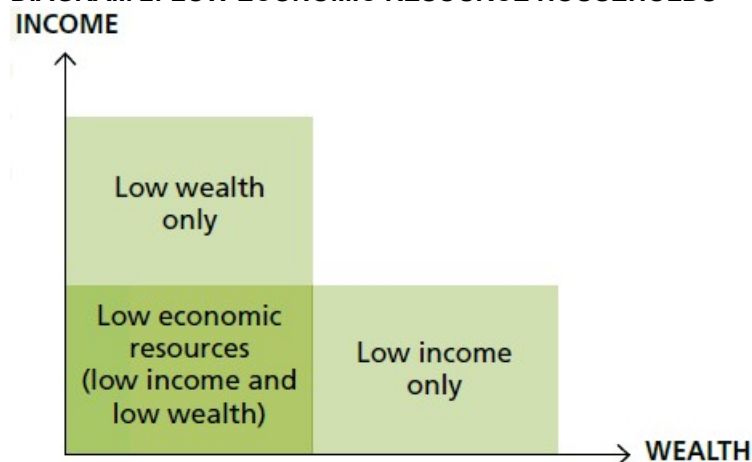 INCOME
Low wealth
only
Low economic
resources
(low income and
low wealth)
Low income
only
WEALTH